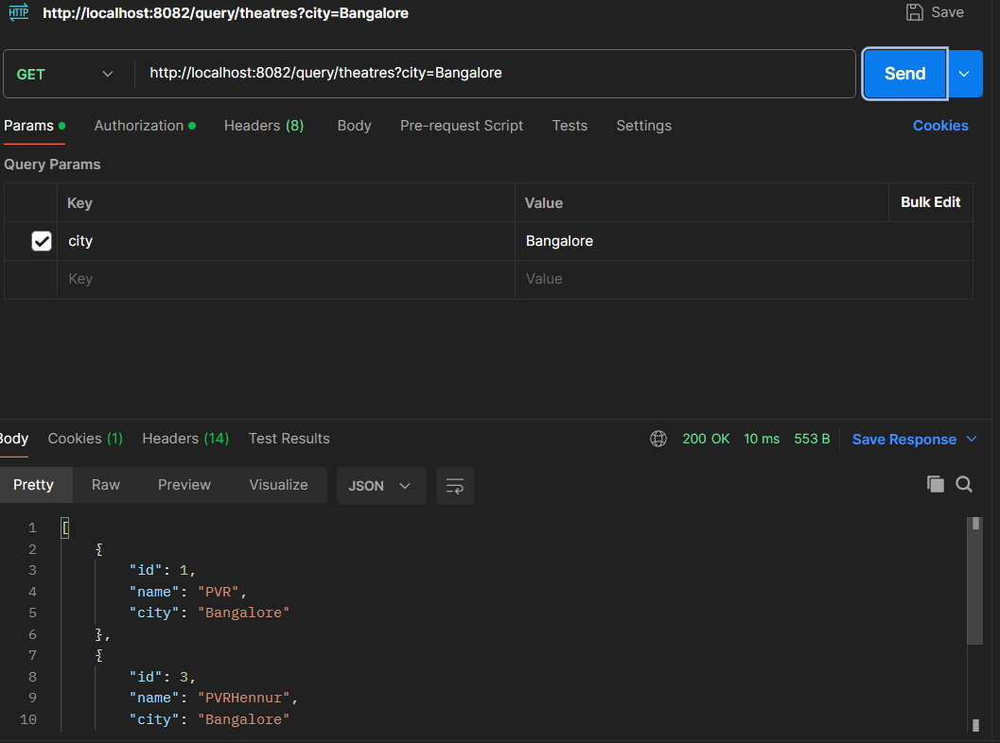 HTTP http://localhost:8082/query/theatres?city=Bangalore Save
GET http://localhost:8082/query/theatres?city=Bangalore Send
Params Authorization Headers (8) Body Pre-request Script Tests Settings Cookies
Query Params
Key Value Bulk Edit
city Bangalore
Key Value
Body Cookies (1) Headers (14) Test Results 200 OK 10 ms 553 B Save Response
Pretty Raw Preview Visualize JSON
1 [
2 {
3 "id": 1,
4 "name": "PVR",
5 "city": "Bangalore"
6 },
7 {
8 "id": 3,
9 "name": "PVRHennur",
10 "city": "Bangalore"